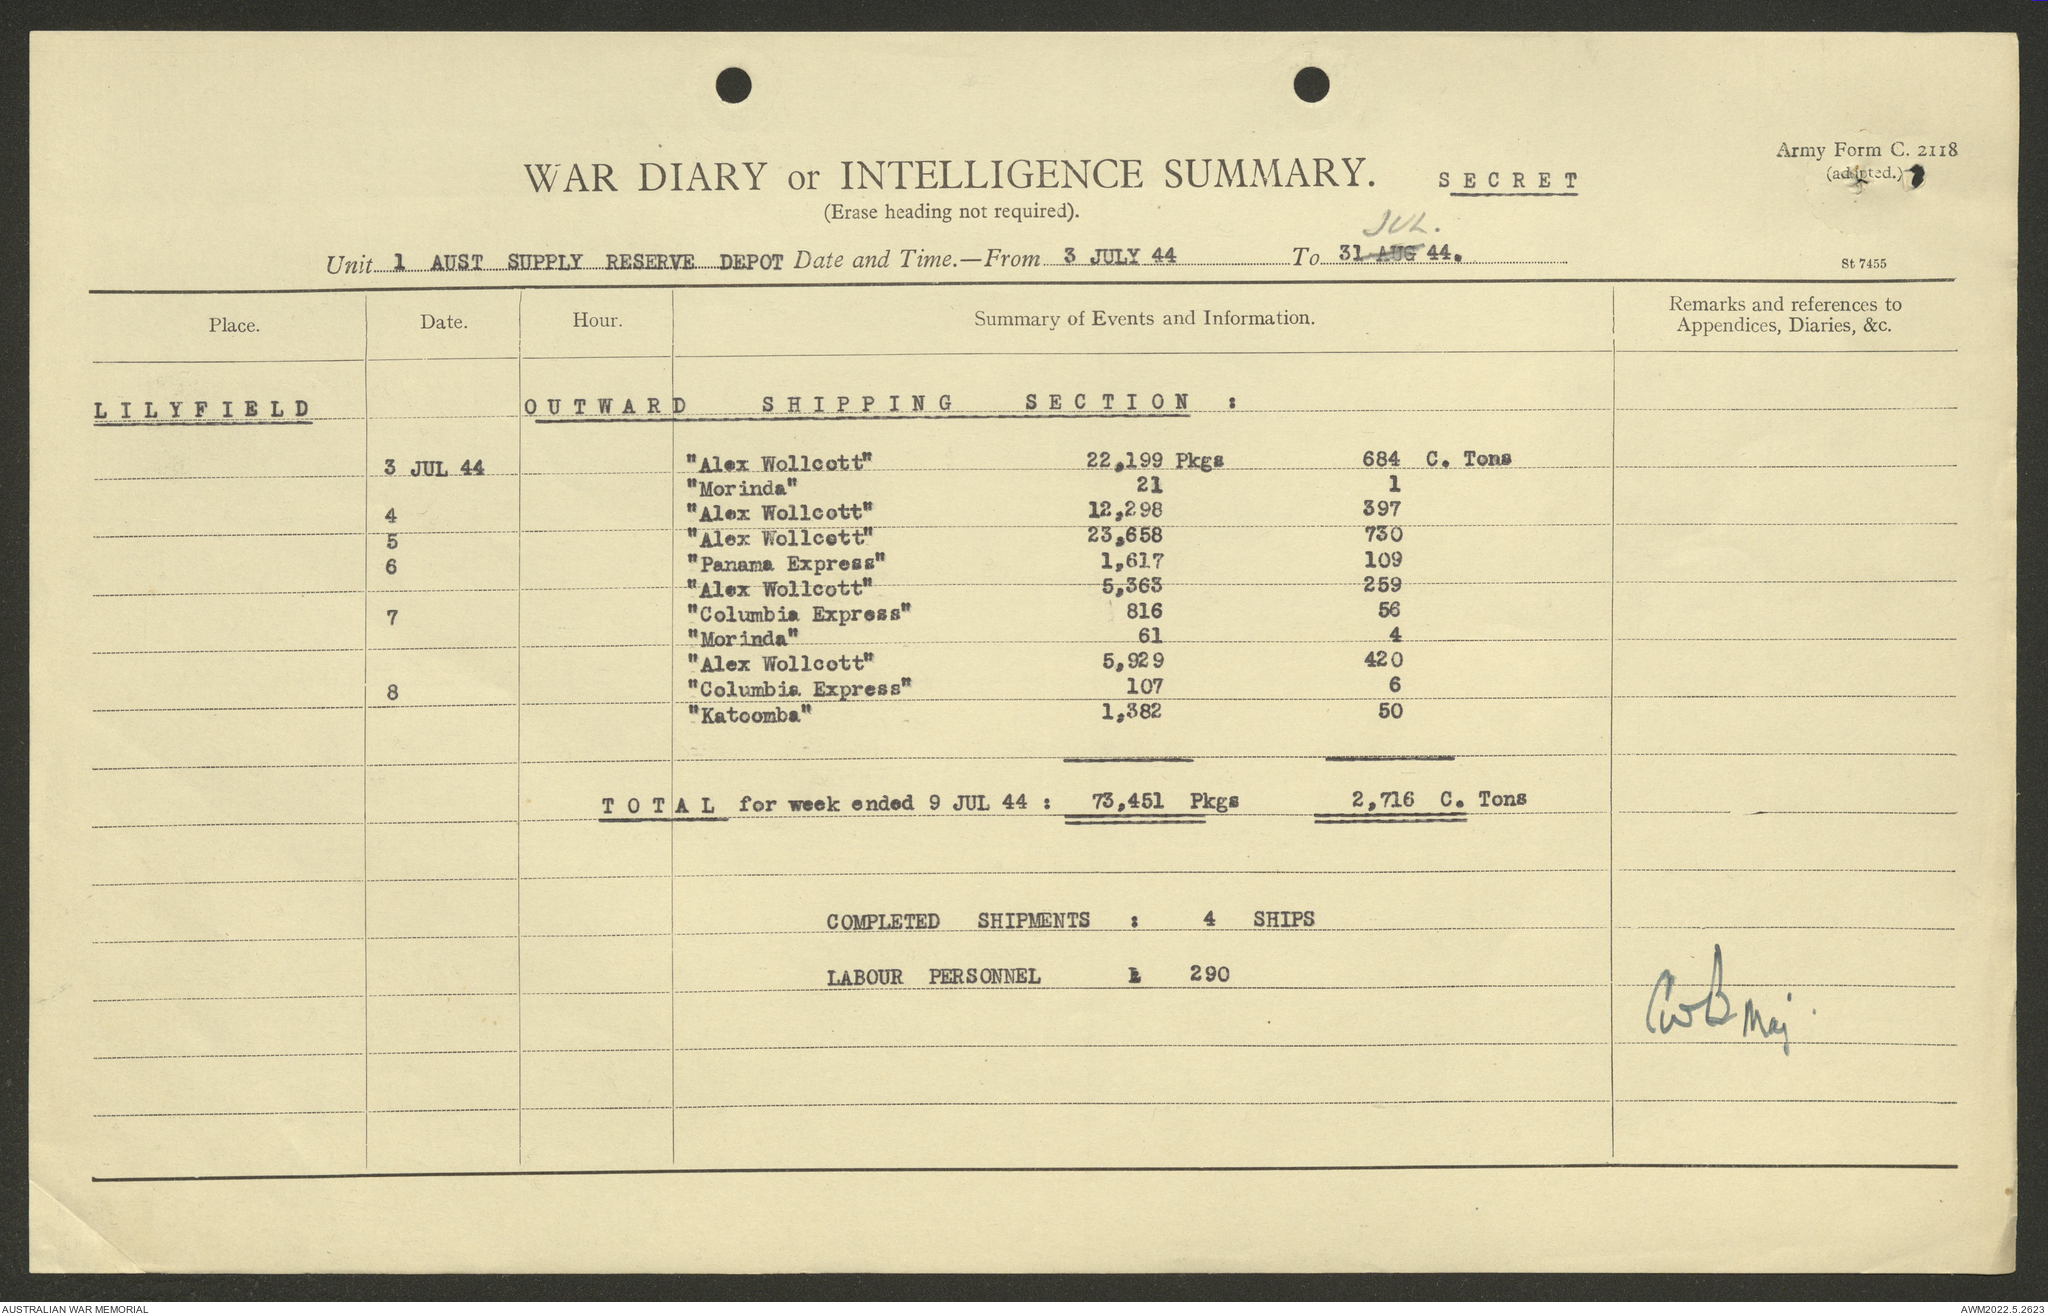 Army Form C. 2118
WAR DIARY or INTELLIGENCE SUMMARY. SECRET
(adapted.)
(Erase heading not required).
JUL.
Unit 1 AUST SUPPLY RESERVE DEPOT Date and Time.—From 3 JULY 44 To 31 AUG 44.
St 7455
Place. Date. Hour. Summary of Events and Information. Remarks and references to
Appendices, Diaries, &c.
LILYFIELD OUTWARD SHIPPING SECTION :
3 JUL 44 "Alex Wollcott" 22,199 Pkgs 684 C. Tons
"Morinda" 21 1
4 "Alex Wollcott" 12,298 397
5 "Alex Wollcott" 23,658 730
6 "Panama Express" 1,617 109
"Alex Wollcott" 5,363 259
7 "Columbia Express" 816 56
"Morinda" 61 4
"Alex Wollcott" 5,929 420
8 "Columbia Express" 107 6
"Katoomba" 1,382 50
TOTAL for week ended 9 JUL 44 : 73,451 Pkgs 2,716 C. Tons
COMPLETED SHIPMENTS : 4 SHIPS
LABOUR PERSONNEL : 290
CWB Maj.
AUSTRALIAN WAR MEMORIAL AWM2022.5.2623